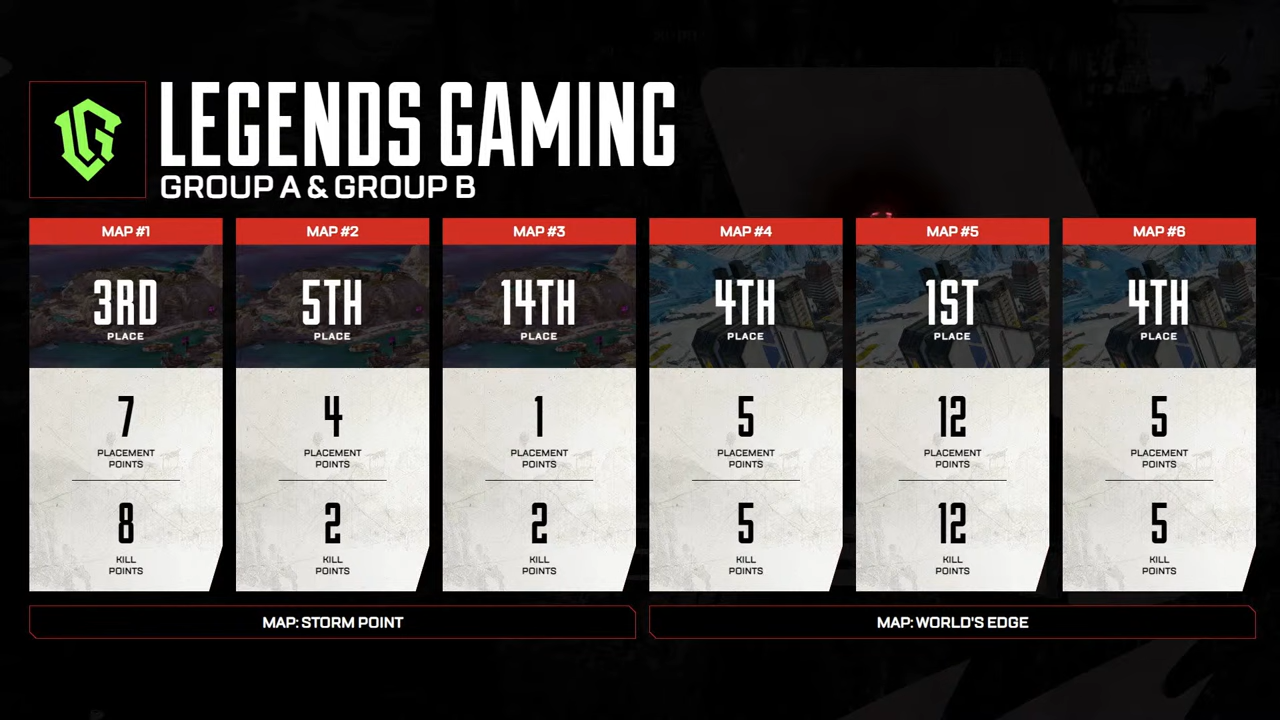 LEGENDS GAMING
GROUP A & GROUP B
MAP #1
3RD
PLACE
7
PLACEMENT
POINTS
8
KILL
POINTS
MAP #2
5TH
PLACE
4
PLACEMENT
POINTS
2
KILL
POINTS
MAP #3
14TH
PLACE
1
PLACEMENT
POINTS
2
KILL
POINTS
MAP #4
4TH
PLACE
5
PLACEMENT
POINTS
5
KILL
POINTS
MAP #5
1ST
PLACE
12
PLACEMENT
POINTS
12
KILL
POINTS
MAP #6
4TH
PLACE
5
PLACEMENT
POINTS
5
KILL
POINTS
MAP: STORM POINT
MAP: WORLD'S EDGE